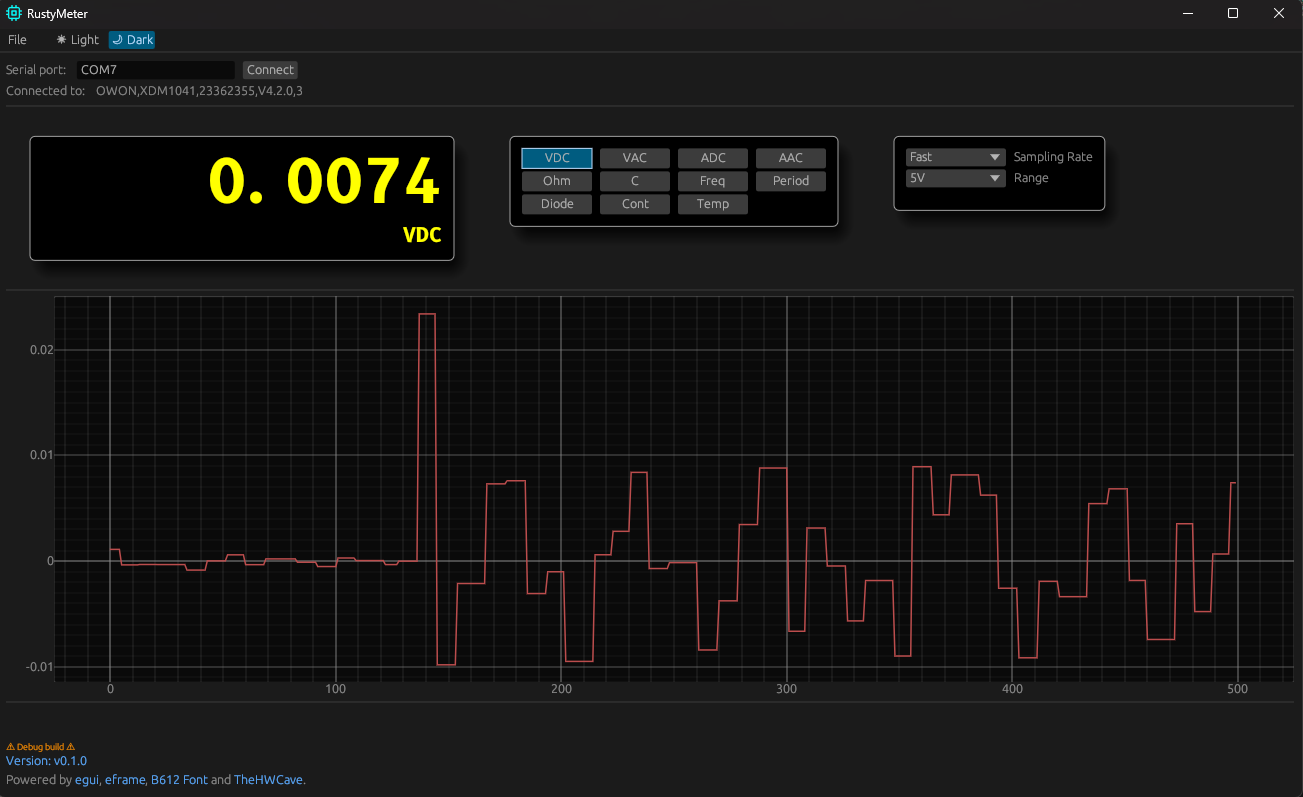 RustyMeter
File Light Dark
Serial port: COM7 Connect
Connected to: OWON,XDM1041,23362355,V4.2.0,3
0.0074
VDC
VDC VAC ADC AAC
Ohm C Freq Period
Diode Cont Temp
Fast Sampling Rate
5V Range
0.02
0.01
0
-0.01
0 100 200 300 400 500
⚠ Debug build ⚠
Version: v0.1.0
Powered by egui, eframe, B612 Font and TheHWCave.